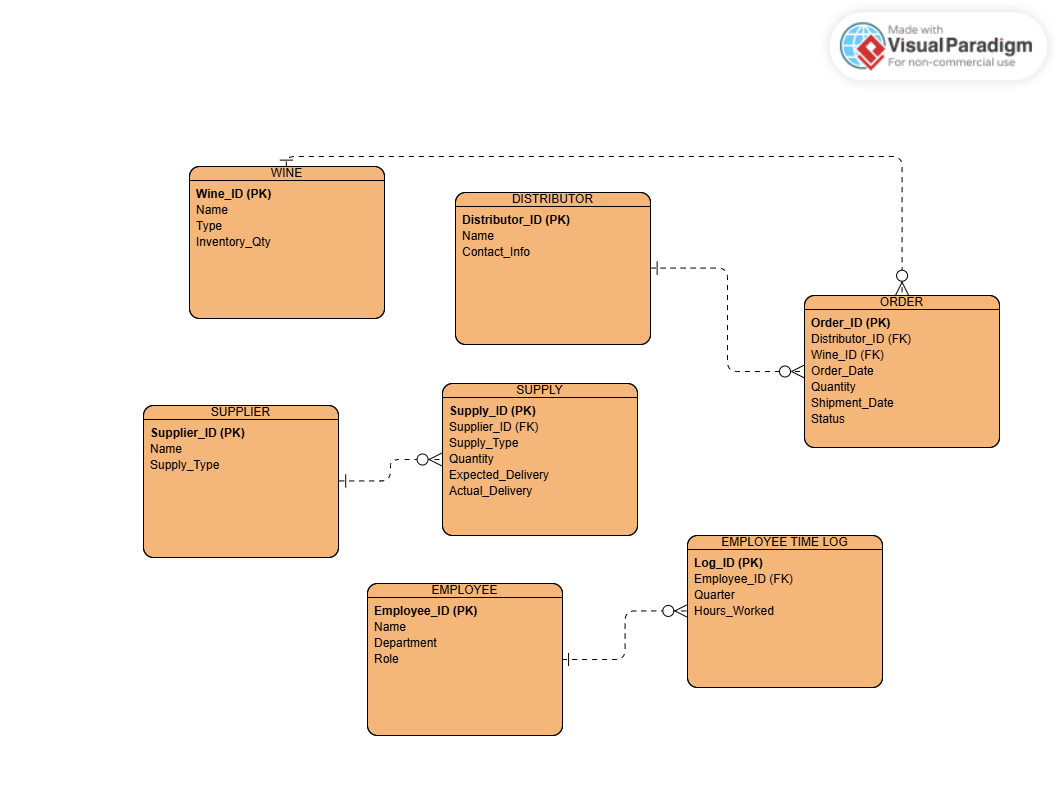 Made with
Visual Paradigm
For non-commercial use
WINE
Wine_ID (PK)
Name
Type
Inventory_Qty
DISTRIBUTOR
Distributor_ID (PK)
Name
Contact_Info
ORDER
Order_ID (PK)
Distributor_ID (FK)
Wine_ID (FK)
Order_Date
Quantity
Shipment_Date
Status
SUPPLIER
Supplier_ID (PK)
Name
Supply_Type
SUPPLY
Supply_ID (PK)
Supplier_ID (FK)
Supply_Type
Quantity
Expected_Delivery
Actual_Delivery
EMPLOYEE
Employee_ID (PK)
Name
Department
Role
EMPLOYEE TIME LOG
Log_ID (PK)
Employee_ID (FK)
Quarter
Hours_Worked